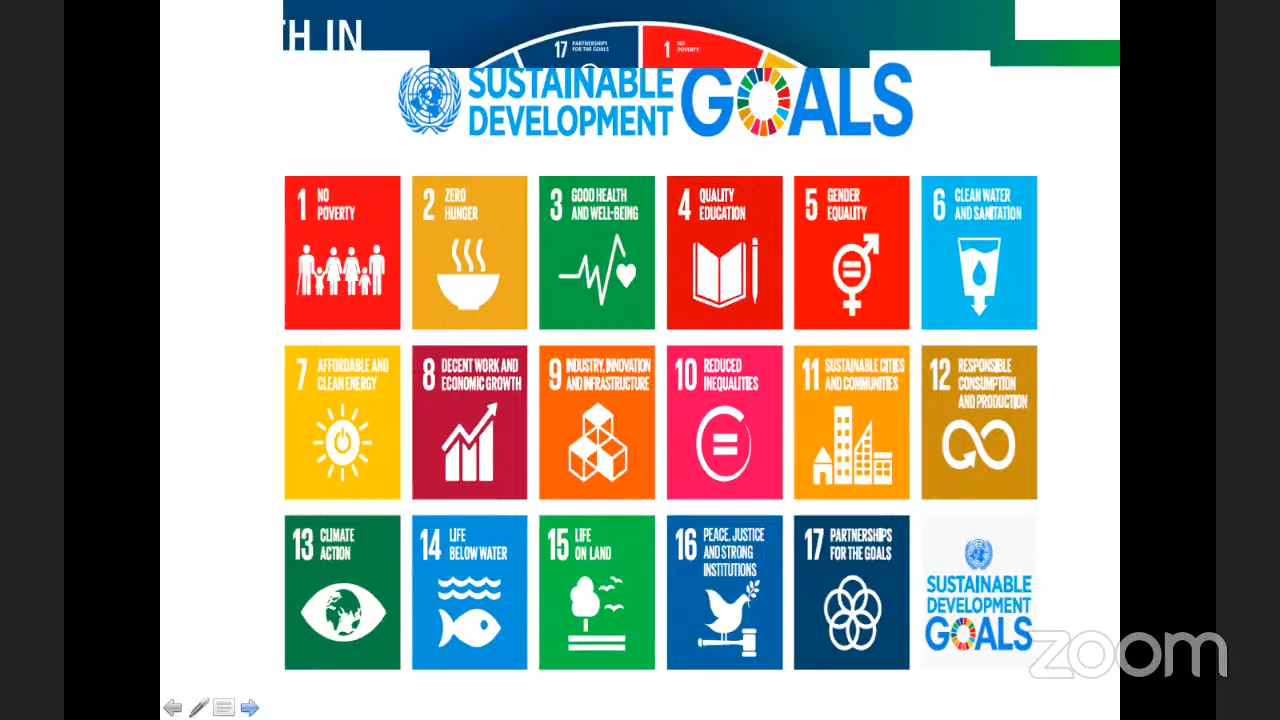 TH IN
17 PARTNERSHIPS
FOR THE GOALS
1 NO
POVERTY
SUSTAINABLE
DEVELOPMENT
GOALS
1 NO
POVERTY
2 ZERO
HUNGER
3 GOOD HEALTH
AND WELL-BEING
4 QUALITY
EDUCATION
5 GENDER
EQUALITY
6 CLEAN WATER
AND SANITATION
7 AFFORDABLE AND
CLEAN ENERGY
8 DECENT WORK AND
ECONOMIC GROWTH
9 INDUSTRY, INNOVATION
AND INFRASTRUCTURE
10 REDUCED
INEQUALITIES
11 SUSTAINABLE CITIES
AND COMMUNITIES
12 RESPONSIBLE
CONSUMPTION
AND PRODUCTION
13 CLIMATE
ACTION
14 LIFE
BELOW WATER
15 LIFE
ON LAND
16 PEACE, JUSTICE
AND STRONG
INSTITUTIONS
17 PARTNERSHIPS
FOR THE GOALS
SUSTAINABLE
DEVELOPMENT
GOALS
zoom